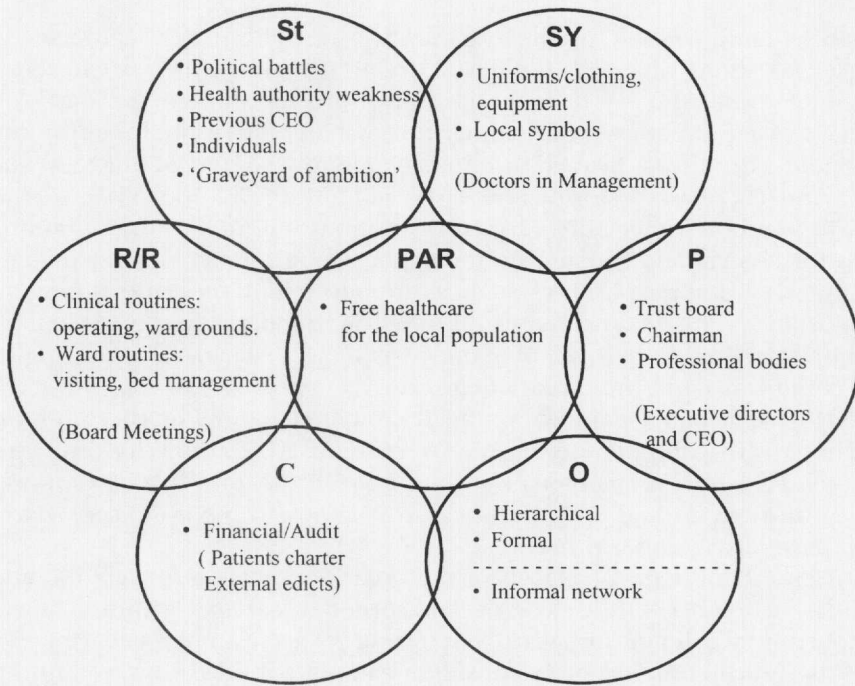 St
• Political battles
• Health authority weakness
• Previous CEO
• Individuals
• ‘Graveyard of ambition’
SY
• Uniforms/clothing,
equipment
• Local symbols
(Doctors in Management)
R/R
• Clinical routines:
operating, ward rounds.
• Ward routines:
visiting, bed management
(Board Meetings)
PAR
Free healthcare
for the local population
P
• Trust board
• Chairman
• Professional bodies
(Executive directors
and CEO)
C
• Financial/Audit
( Patients charter
External edicts)
O
• Hierarchical
• Formal
• Informal network